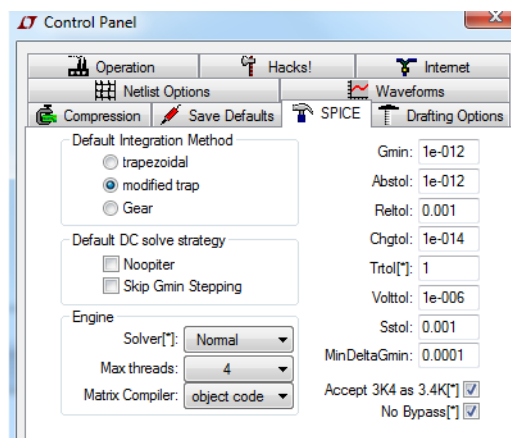 Control Panel
Operation Hacks! Internet
Netlist Options Waveforms
Compression Save Defaults SPICE Drafting Options
Default Integration Method
trapezoidal
modified trap
Gear
Default DC solve strategy
Noopiter
Skip Gmin Stepping
Engine
Solver[*]: Normal
Max threads: 4
Matrix Compiler: object code
Gmin: 1e-012
Abstol: 1e-012
Reltol: 0.001
Chgtol: 1e-014
Trtol[*]: 1
Volttol: 1e-006
Sstol: 0.001
MinDeltaGmin: 0.0001
Accept 3K4 as 3.4K[*]
No Bypass[*]